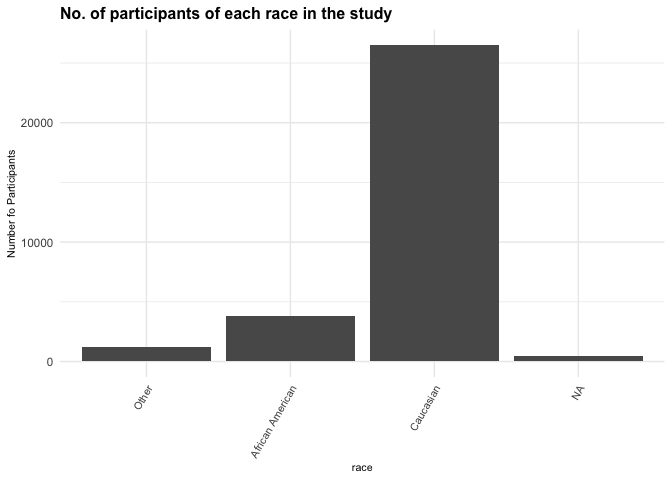 No. of participants of each race in the study
Number fo Participants
20000
10000
0
Other
African American
Caucasian
NA
race